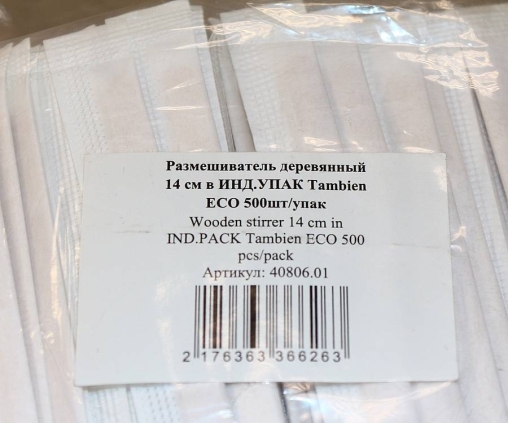 Размешиватель деревянный
14 см в ИНД.УПАК Tambien
ECO 500шт/упак
Wooden stirrer 14 cm in
IND.PACK Tambien ECO 500
pcs/pack
Артикул: 40806.01
2 176363 366263